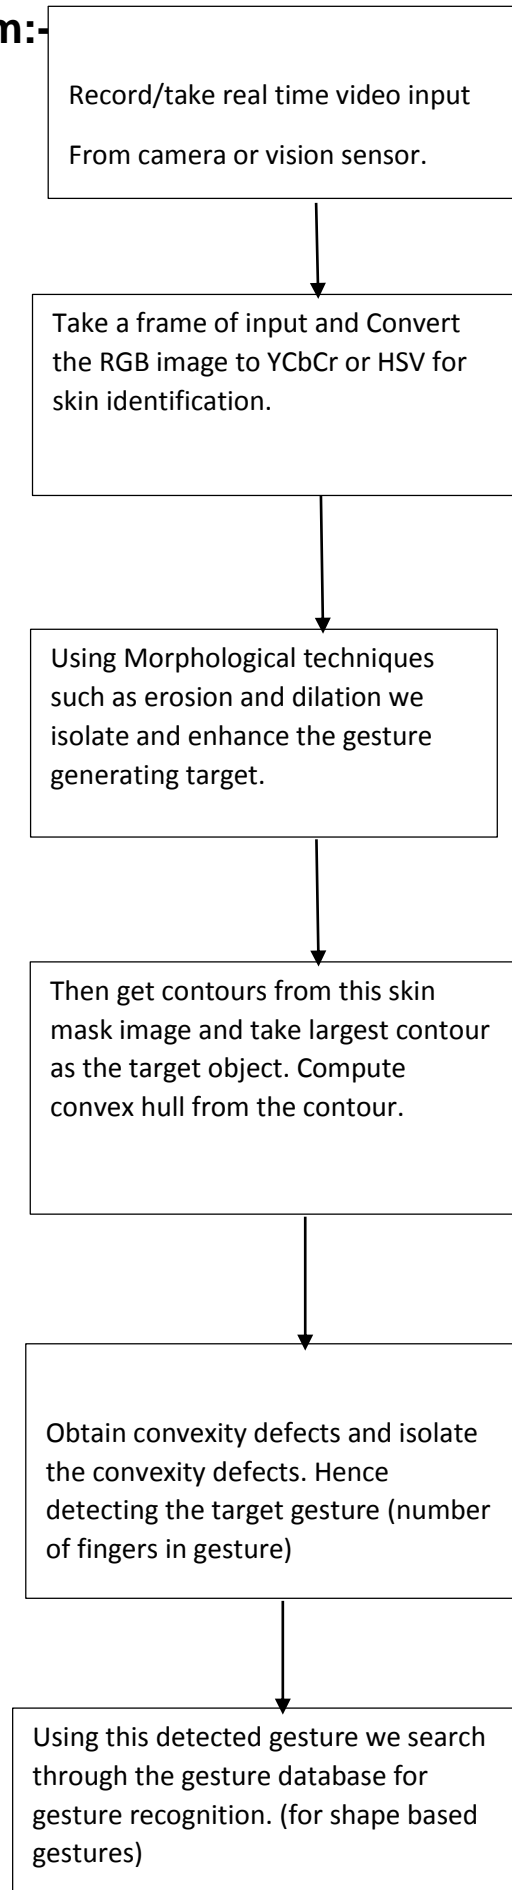 m:-
Record/take real time video input
From camera or vision sensor.
Take a frame of input and Convert
the RGB image to YCbCr or HSV for
skin identification.
Using Morphological techniques
such as erosion and dilation we
isolate and enhance the gesture
generating target.
Then get contours from this skin
mask image and take largest contour
as the target object. Compute
convex hull from the contour.
Obtain convexity defects and isolate
the convexity defects. Hence
detecting the target gesture (number
of fingers in gesture)
Using this detected gesture we search
through the gesture database for
gesture recognition. (for shape based
gestures)